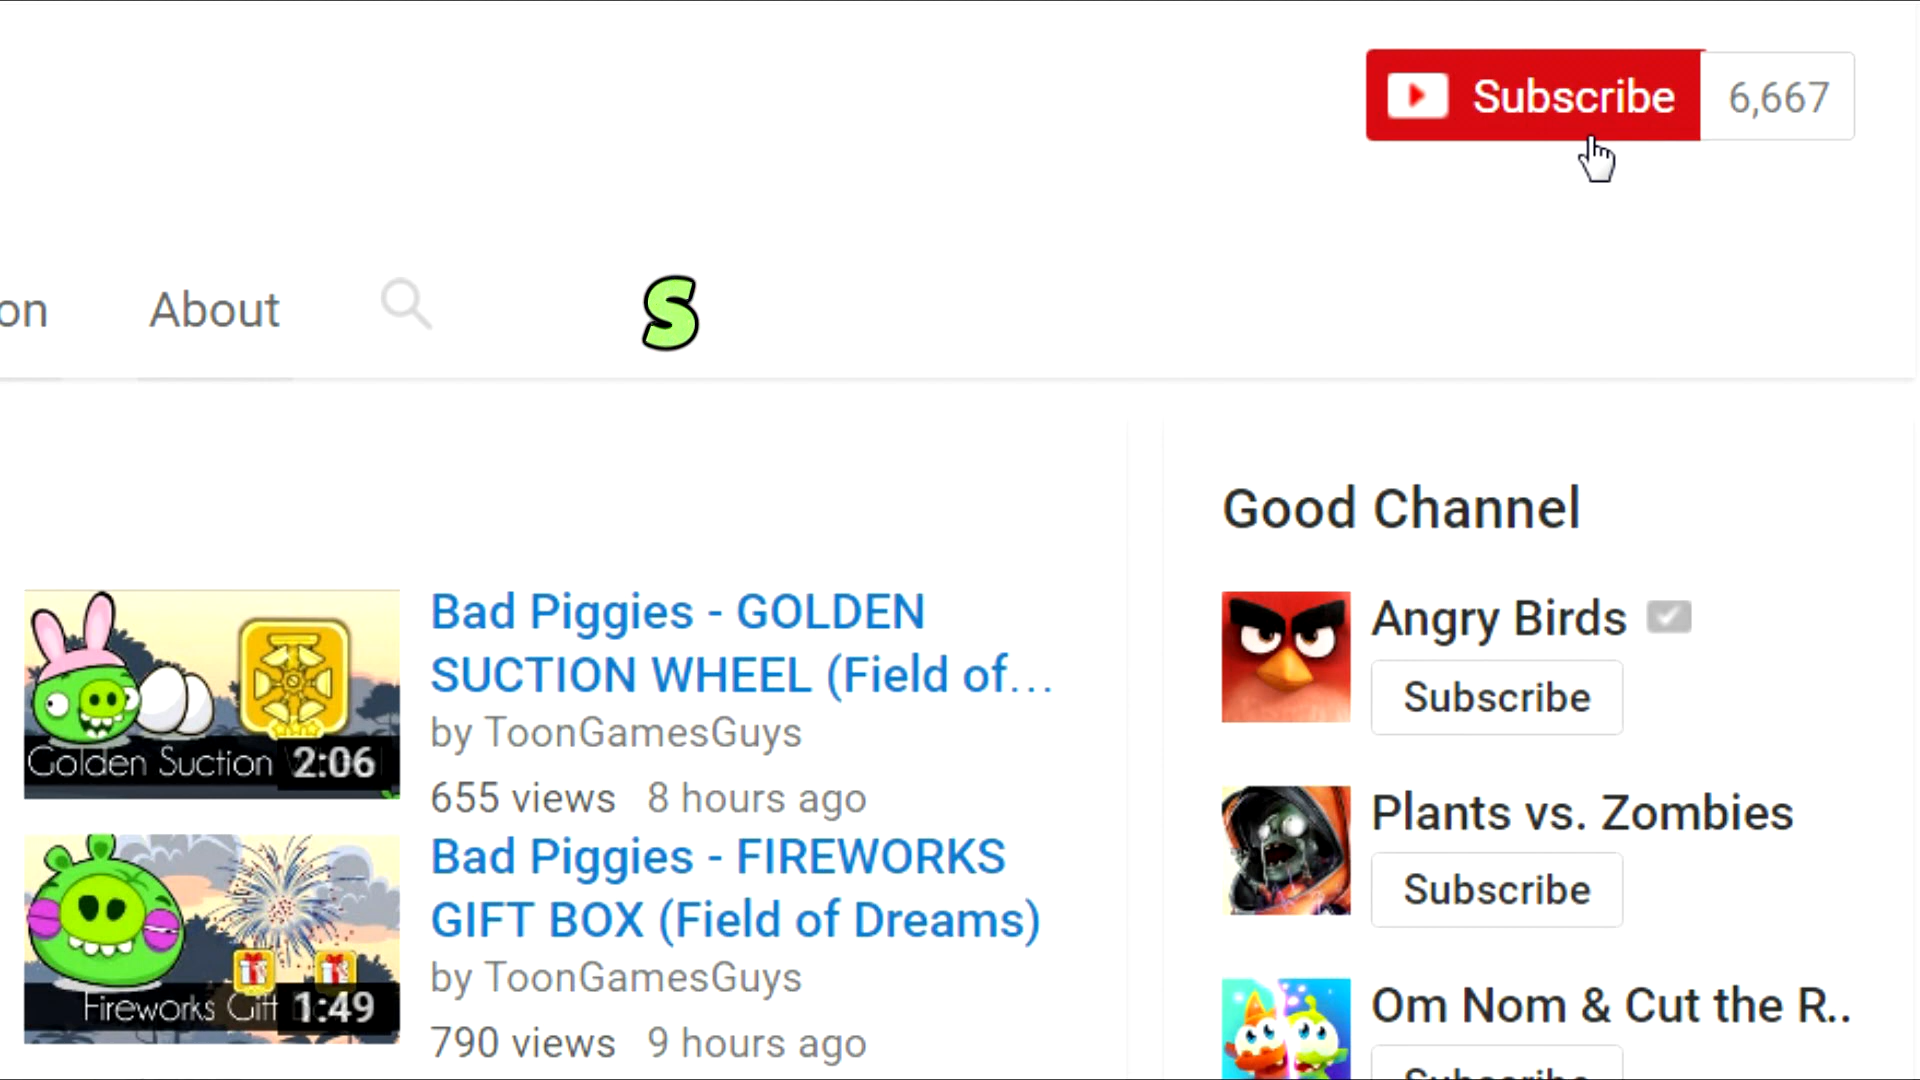 Subscribe 6,667
on About
S
Good Channel
Bad Piggies - GOLDEN
SUCTION WHEEL (Field of...
by ToonGamesGuys
655 views 8 hours ago
Golden Suction
2:06
Bad Piggies - FIREWORKS
GIFT BOX (Field of Dreams)
by ToonGamesGuys
790 views 9 hours ago
Fireworks Gift
1:49
Angry Birds
Subscribe
Plants vs. Zombies
Subscribe
Om Nom & Cut the R..
Subscribe